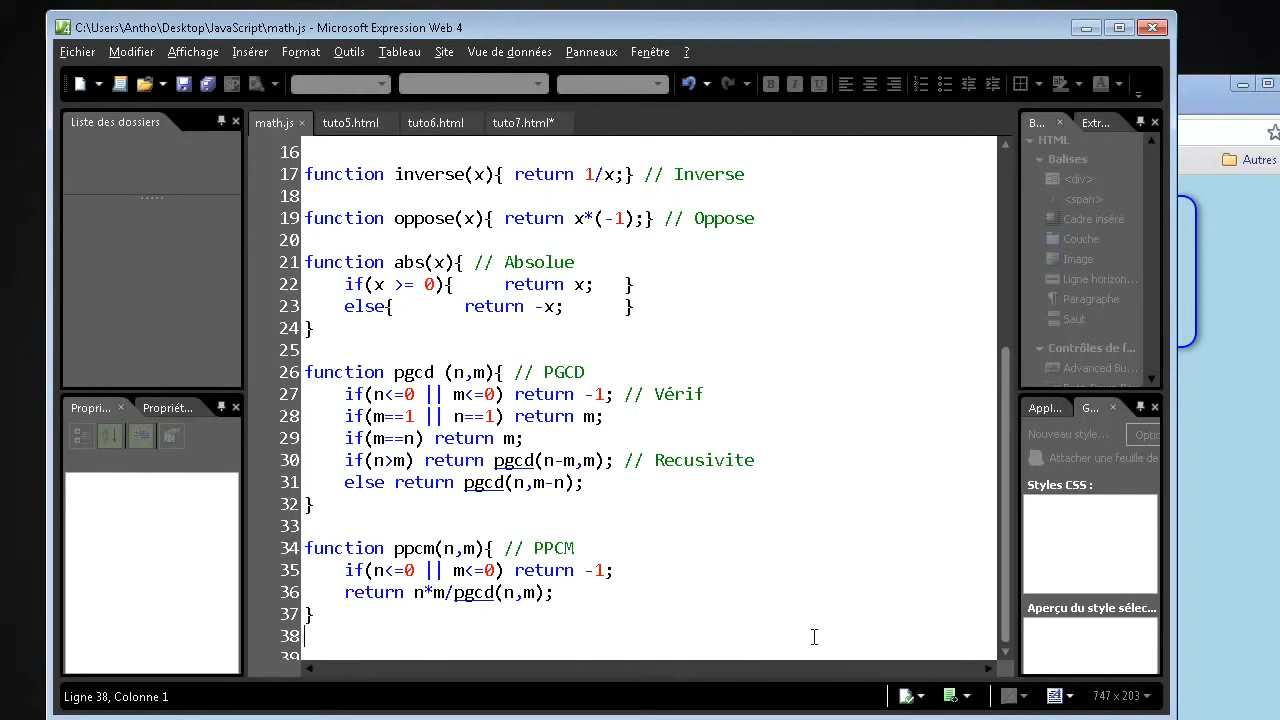 C:\Users\Antho\Desktop\JavaScript\math.js - Microsoft Expression Web 4
Fichier Modifier Affichage Insérer Format Outils Tableau Site Vue de données Panneaux Fenêtre ?
Liste des dossiers
math.js tuto5.html tuto6.html tuto7.html*
B... Extr...
Autres
16
17 function inverse(x){ return 1/x;} // Inverse
18
19 function oppose(x){ return x*(-1);} // Oppose
20
21 function abs(x){ // Absolue
22 if(x >= 0){ return x; }
23 else{ return -x; }
24 }
25
26 function pgcd (n,m){ // PGCD
27 if(n<=0 || m<=0) return -1; // Vérif
28 if(m==1 || n==1) return m;
29 if(m==n) return m;
30 if(n>m) return pgcd(n-m,m); // Recusivite
31 else return pgcd(n,m-n);
32 }
33
34 function ppcm(n,m){ // PPCM
35 if(n<=0 || m<=0) return -1;
36 return n*m/pgcd(n,m);
37 }
38
39
HTML
Balises
<div>
<span>
Cadre inséré
Couche
Image
Ligne horizon...
Paragraphe
Saut
Contrôles de f...
Advanced Bu...
Propri... Propriét...
Appl... G...
Nouveau style... Optio
Attacher une feuille de
Styles CSS :
Aperçu du style sélec...
Ligne 38, Colonne 1
747 x 203